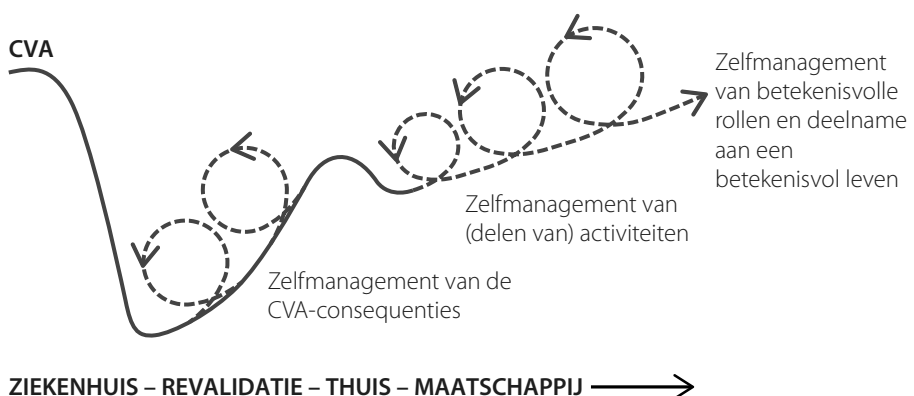 CVA
Zelfmanagement
van betekenisvolle
rollen en deelname
aan een
betekenisvol leven
Zelfmanagement van
(delen van) activiteiten
Zelfmanagement van de
CVA-consequenties
ZIEKENHUIS – REVALIDATIE – THUIS – MAATSCHAPPIJ